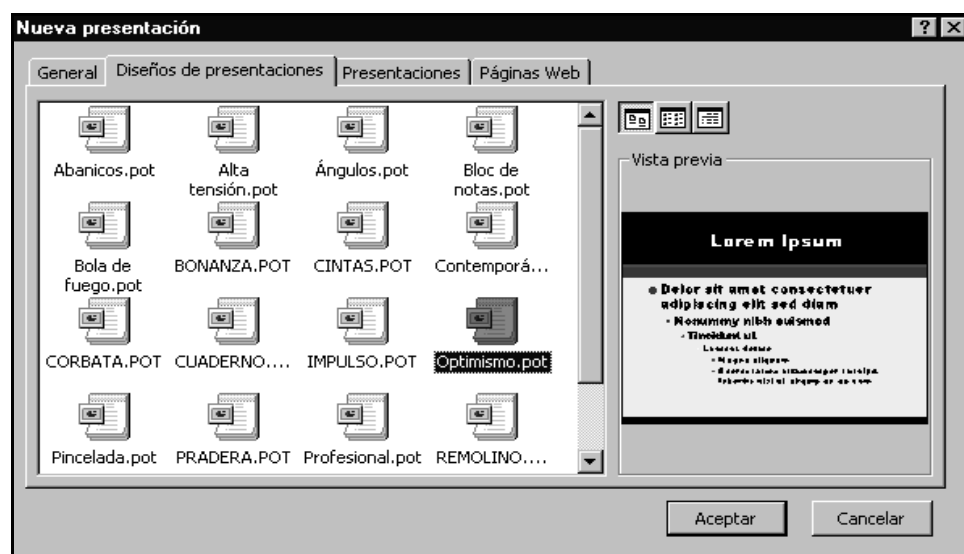 Nueva presentación
General Diseños de presentaciones Presentaciones Páginas Web
Abanicos.pot
Alta
tensión.pot
Ángulos.pot
Bloc de
notas.pot
Bola de
fuego.pot
BONANZA.POT
CINTAS.POT
Contemporá...
CORBATA.POT
CUADERNO....
IMPULSO.POT
Optimismo.pot
Pincelada.pot
PRADERA.POT
Profesional.pot
REMOLINO....
Vista previa
Lorem Ipsum
Dolor sit amet consectetuer
adipiscing elit sed diam
Nonummy nibh euismod
Tincidunt ut
Aceptar
Cancelar